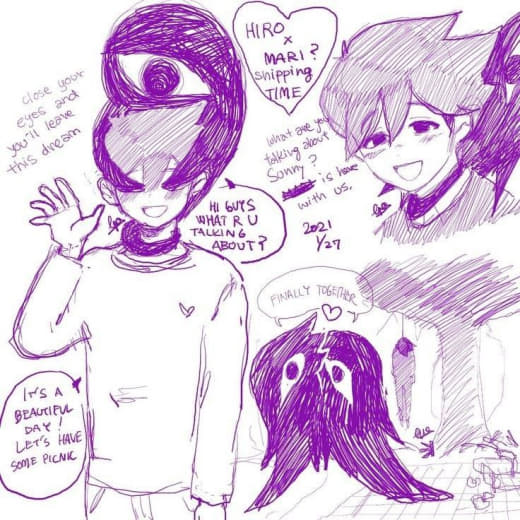 close your
eyes and
you'll leave
this dream
HIRO
x
MARI?
shipping
TIME
what are you
talking about
Sunny?
is here
with us.
2021
1/27
HI GUYS
WHAT R U
TALKING
ABOUT?
FINALLY TOGETHER
IT'S A
BEAUTIFUL
DAY!
LET'S HAVE
SOME PICNIC